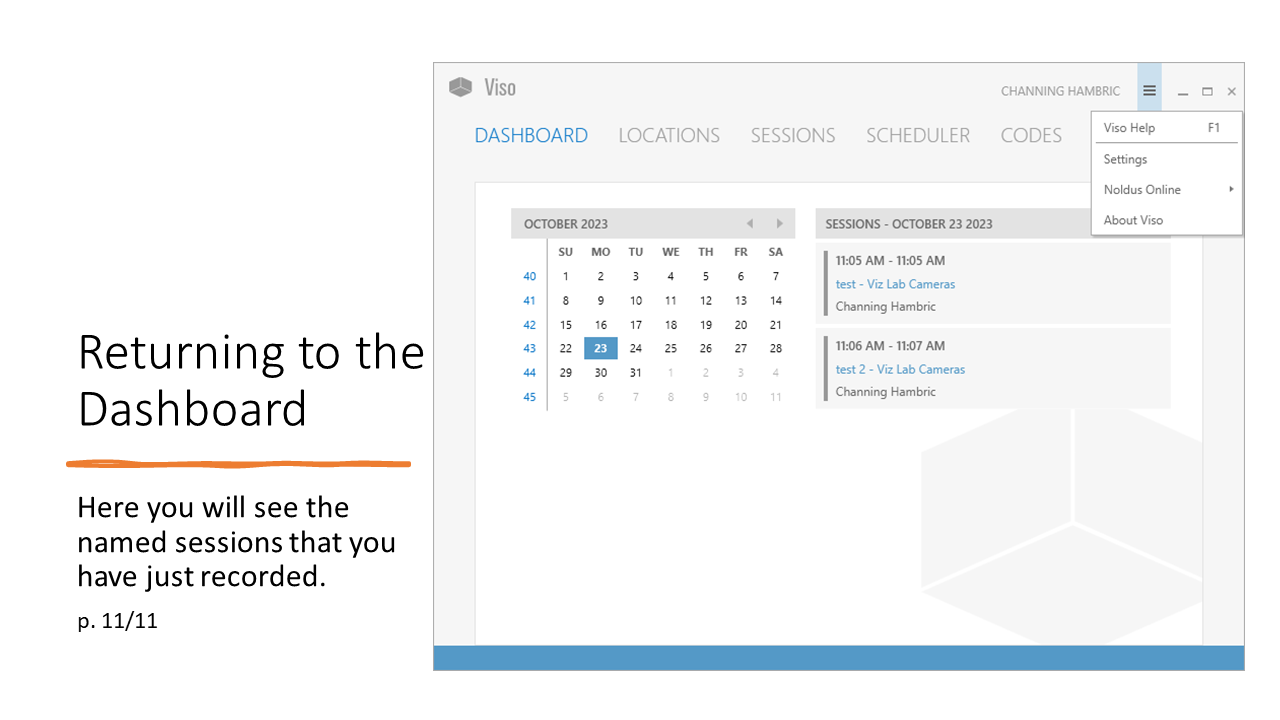 Returning to the
Dashboard
Here you will see the
named sessions that you
have just recorded.
p. 11/11
Viso
CHANNING HAMBRIC
DASHBOARD LOCATIONS SESSIONS SCHEDULER CODES
Viso Help F1
Settings
Noldus Online
About Viso
OCTOBER 2023
SU MO TU WE TH FR SA
40 1 2 3 4 5 6 7
41 8 9 10 11 12 13 14
42 15 16 17 18 19 20 21
43 22 23 24 25 26 27 28
44 29 30 31 1 2 3 4
45 5 6 7 8 9 10 11
SESSIONS - OCTOBER 23 2023
11:05 AM - 11:05 AM
test - Viz Lab Cameras
Channing Hambric
11:06 AM - 11:07 AM
test 2 - Viz Lab Cameras
Channing Hambric